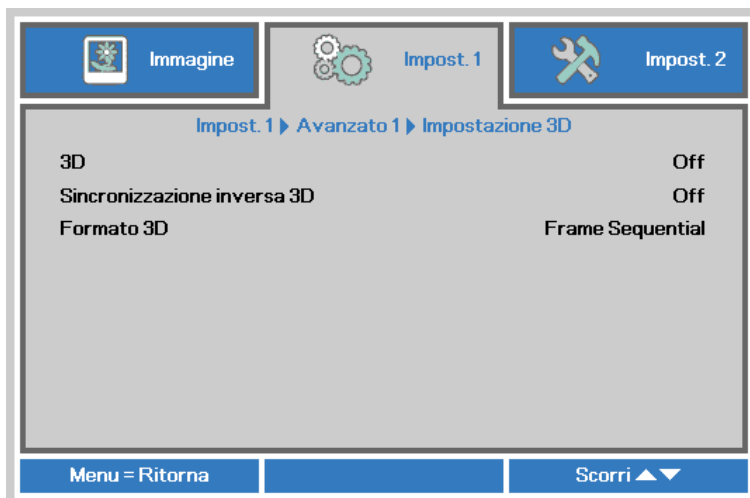 Immagine
Impost. 1
Impost. 2
Impost. 1 ▶ Avanzato 1 ▶ Impostazione 3D
3D Off
Sincronizzazione inversa 3D Off
Formato 3D Frame Sequential
Menu = Ritorna
Scorri ▲▼